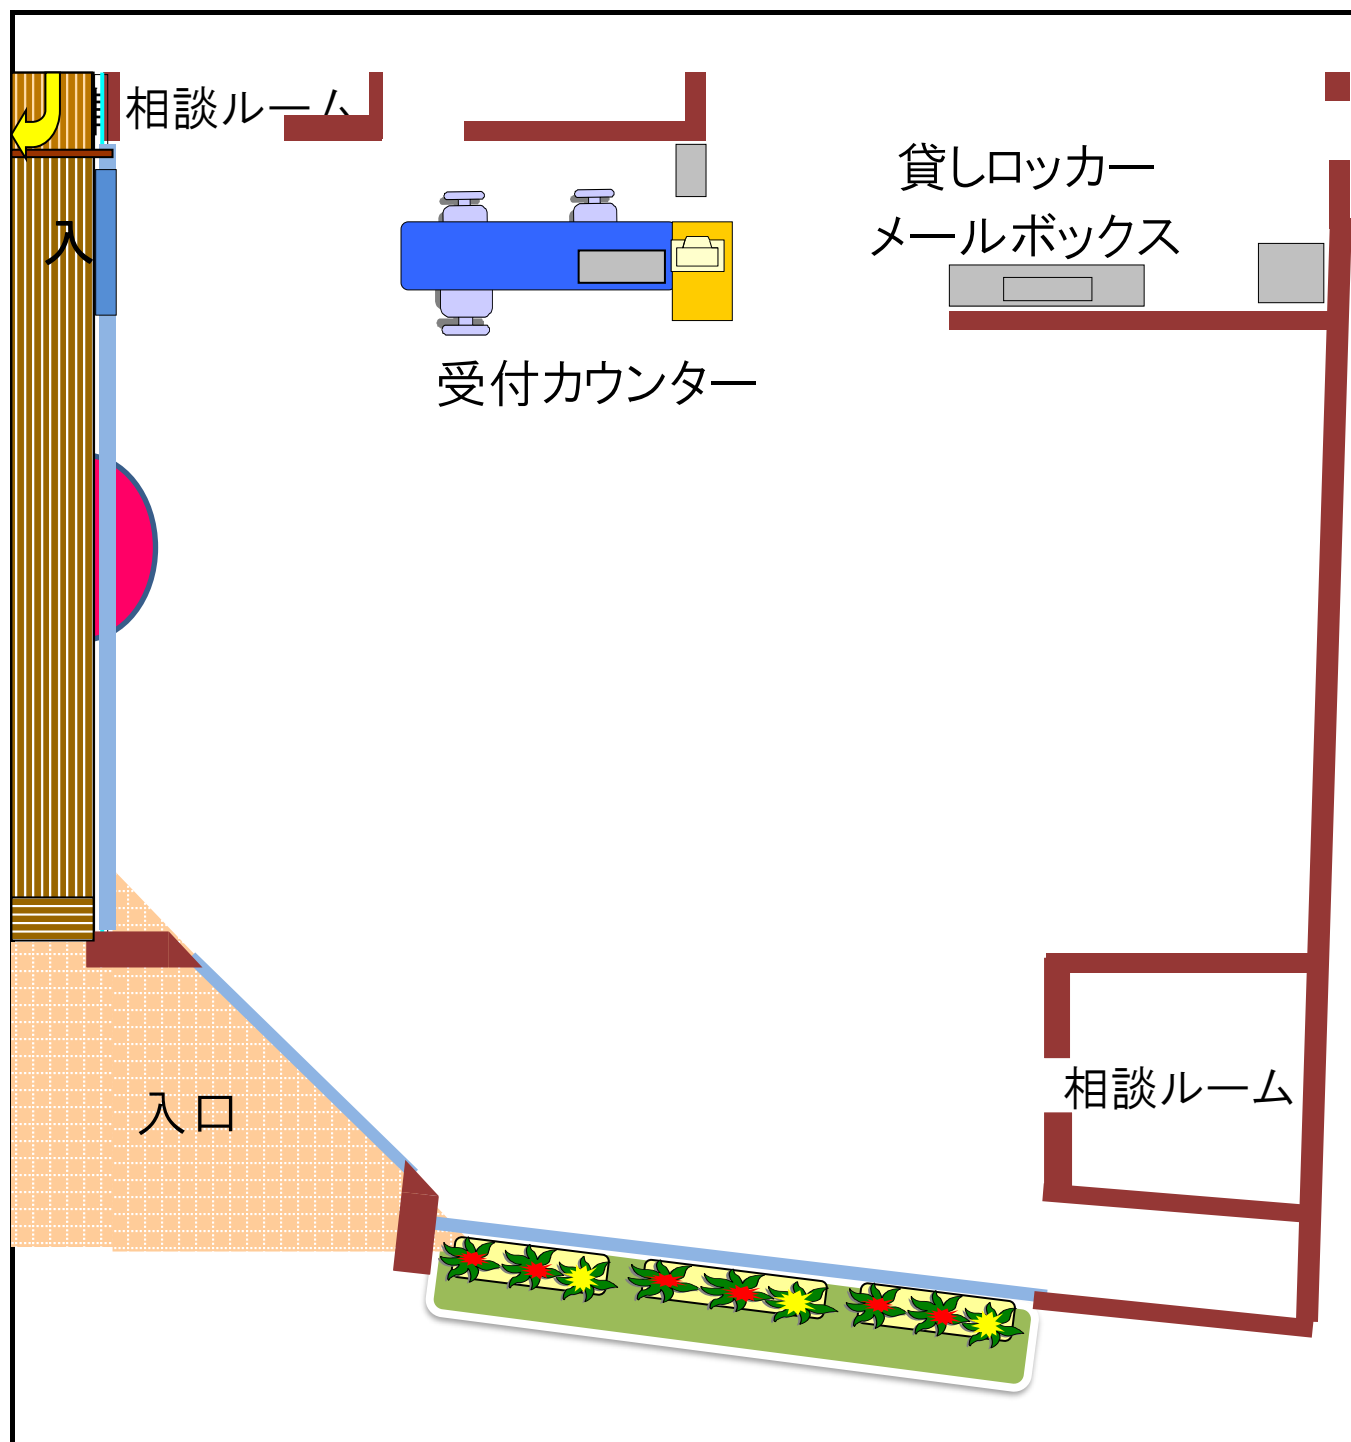 相談ルーム
貸しロッカー
メールボックス
入
受付カウンター
相談ルーム
入口